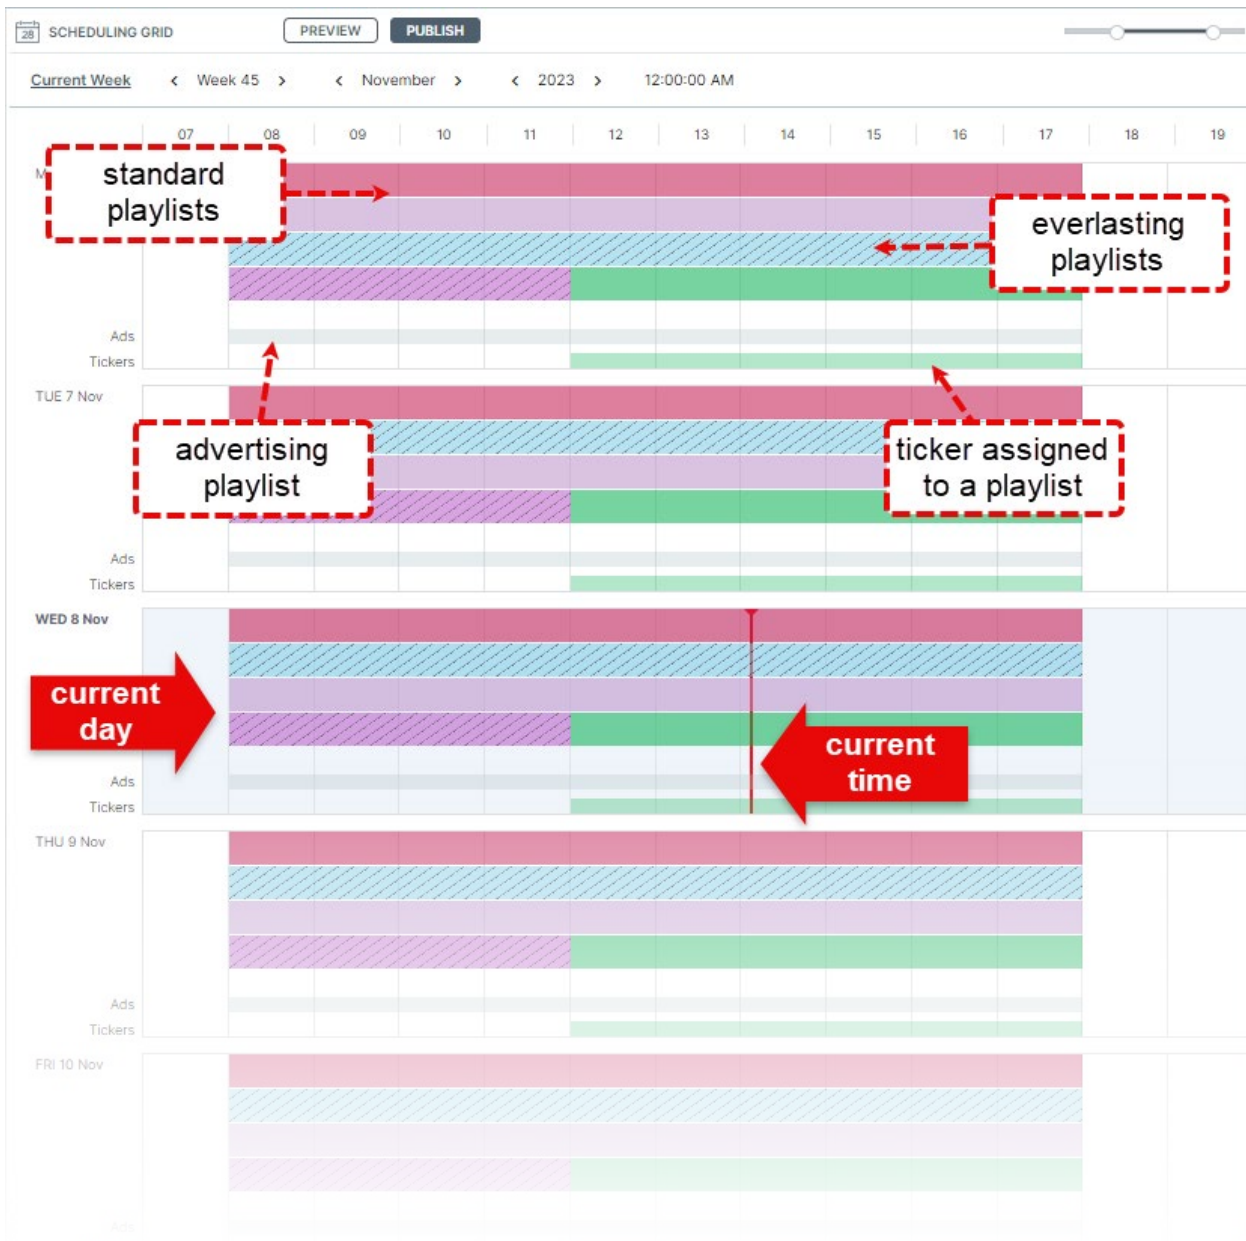 28 SCHEDULING GRID PREVIEW PUBLISH
Current Week < Week 45 > < November > < 2023 > 12:00:00 AM
07 08 09 10 11 12 13 14 15 16 17 18 19
M
standard
playlists
everlasting
playlists
Ads
Tickers
TUE 7 Nov
advertising
playlist
ticker assigned
to a playlist
Ads
Tickers
WED 8 Nov
current
day
current
time
Ads
Tickers
THU 9 Nov
Ads
Tickers
FRI 10 Nov
Ads